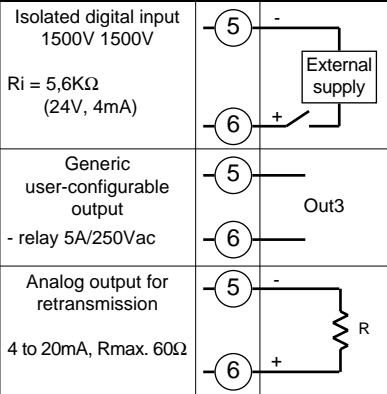 Isolated digital input
1500V 1500V
Ri = 5,6KΩ
(24V, 4mA)
5
-
External
supply
6
+
Generic
user-configurable
output
- relay 5A/250Vac
5
Out3
6
Analog output for
retransmission
4 to 20mA, Rmax. 60Ω
5
-
R
6
+